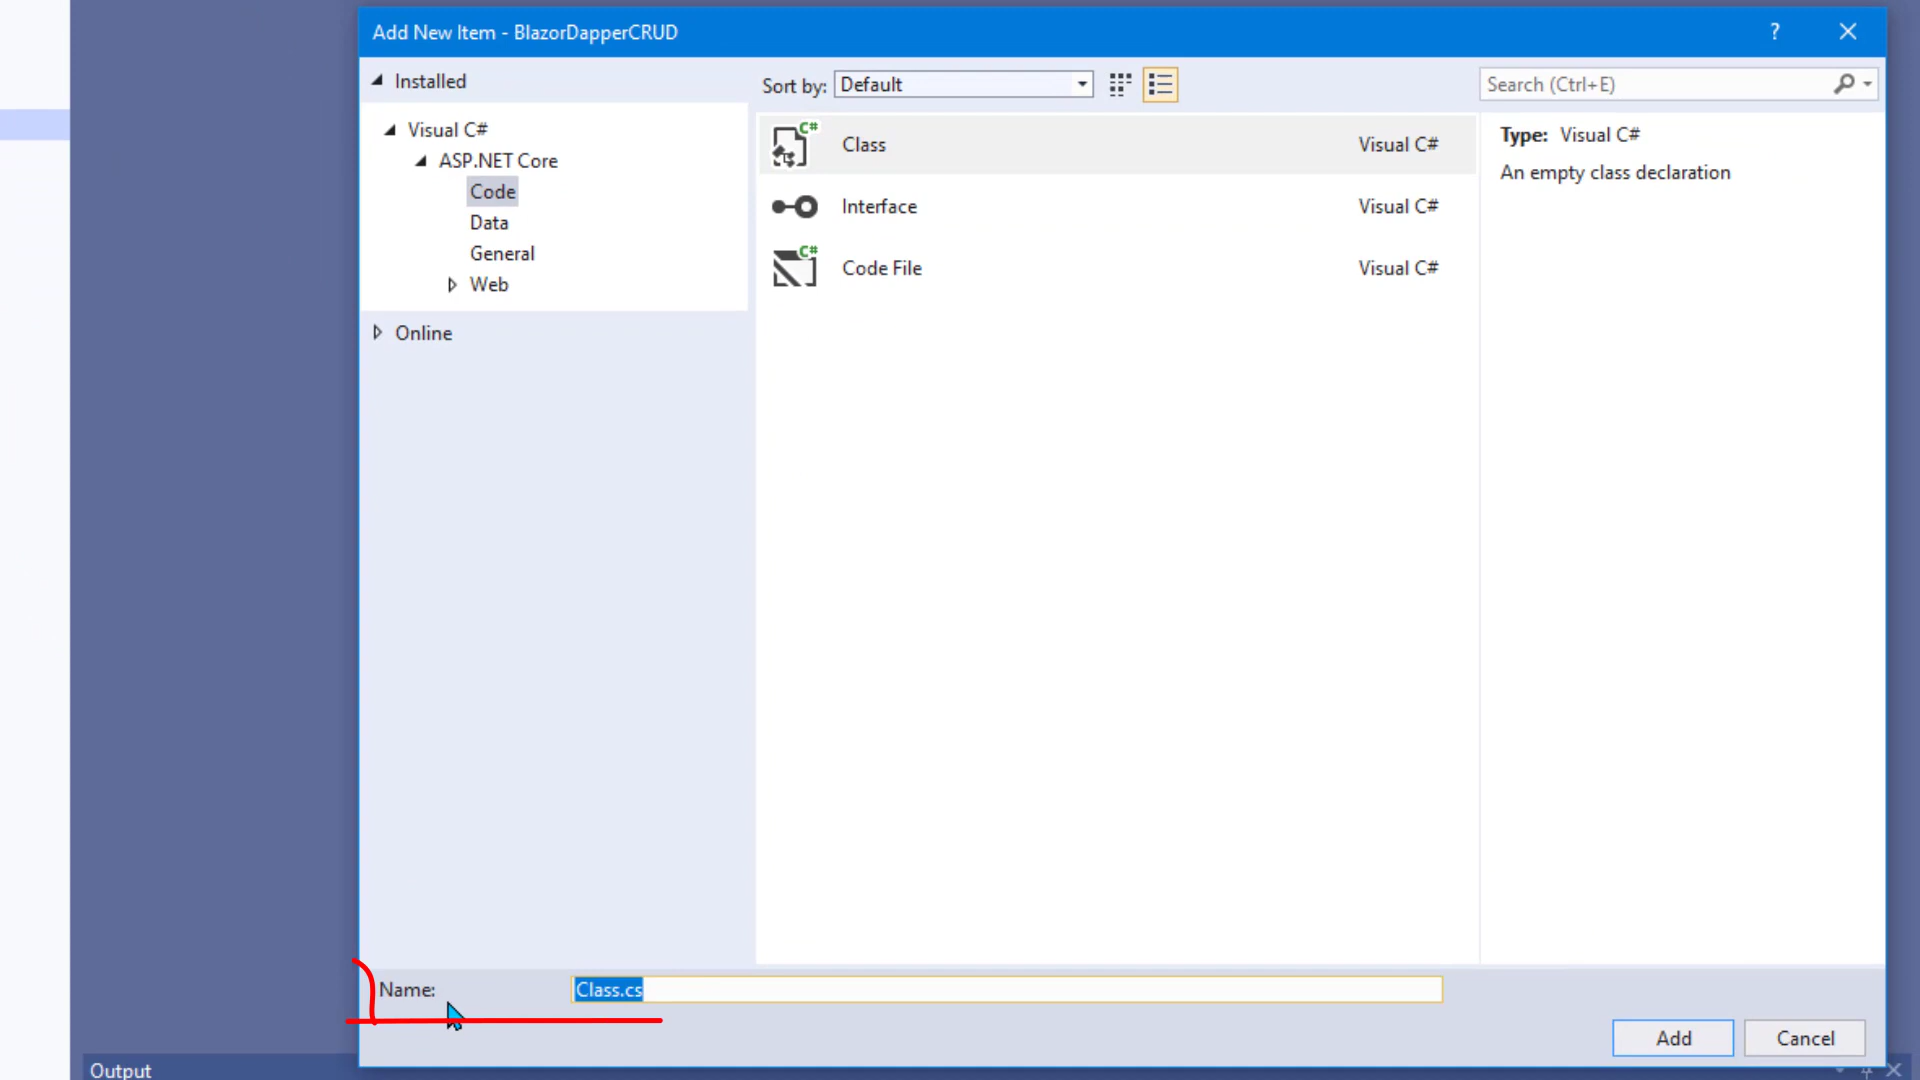 Add New Item - BlazorDapperCRUD
?
Installed
Sort by: Default
Search (Ctrl+E)
Visual C#
ASP.NET Core
Code
Data
General
Web
Online
C# Class Visual C#
Interface Visual C#
C# Code File Visual C#
Type: Visual C#
An empty class declaration
Name: Class.cs
Add Cancel
Output